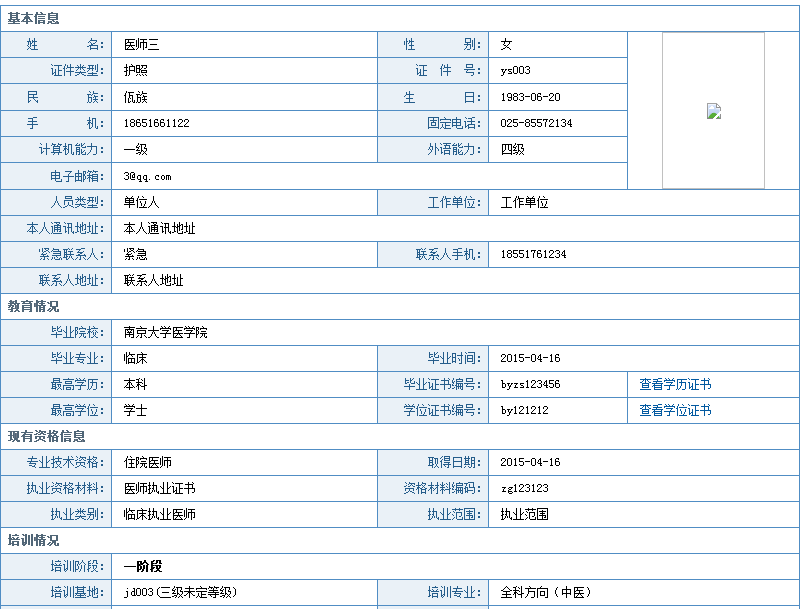 基本信息
姓 名： 医师三 性 别： 女
证件类型： 护照 证 件 号： ys003
民 族： 佤族 生 日： 1983-06-20
手 机： 18651661122 固定电话： 025-85572134
计算机能力： 一级 外语能力： 四级
电子邮箱： 3@qq.com
人员类型： 单位人 工作单位： 工作单位
本人通讯地址： 本人通讯地址
紧急联系人： 紧急 联系人手机： 18551761234
联系人地址： 联系人地址
教育情况
毕业院校： 南京大学医学院
毕业专业： 临床 毕业时间： 2015-04-16
最高学历： 本科 毕业证书编号： byzs123456 查看学历证书
最高学位： 学士 学位证书编号： by121212 查看学位证书
现有资格信息
专业技术资格： 住院医师 取得日期： 2015-04-16
执业资格材料： 医师执业证书 资格材料编码： zg123123
执业类别： 临床执业医师 执业范围： 执业范围
培训情况
培训阶段： 一阶段
培训基地： jd003(三级未定等级) 培训专业： 全科方向（中医）